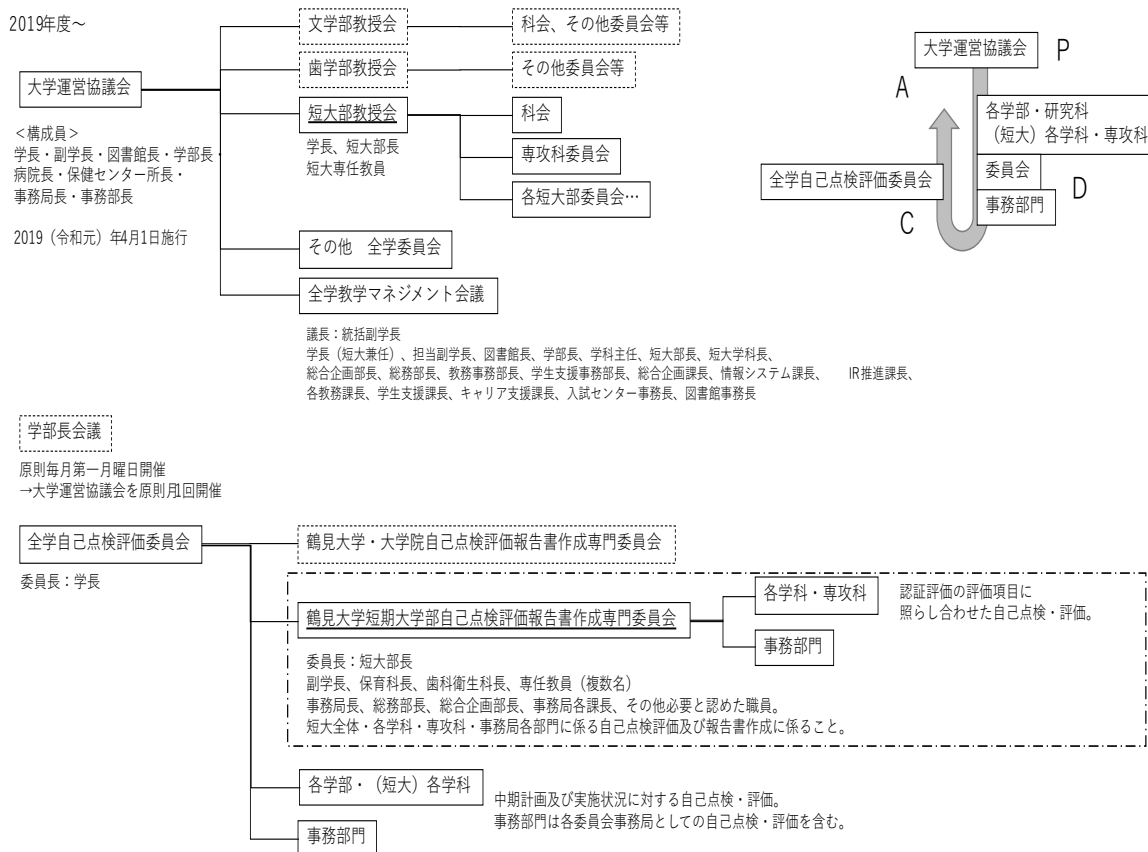 2019年度～
文学部教授会
科会、その他委員会等
歯学部教授会
その他委員会等
大学運営協議会
短大部教授会
科会
学長、短大部長
短大専任教員
専攻科委員会
各短大部委員会…
＜構成員＞
学長・副学長・図書館長・学部長・
病院長・保健センター所長・
事務局長・事務部長
2019（令和元）年4月1日施行
その他　全学委員会
全学教学マネジメント会議
議長：統括副学長
学長（短大兼任）、担当副学長、図書館長、学部長、学科主任、短大部長、短大学科長、
総合企画部長、総務部長、教務事務部長、学生支援事務部長、総合企画課長、情報システム課長、　IR推進課長、
各教務課長、学生支援課長、キャリア支援課長、入試センター事務長、図書館事務長
大学運営協議会
P
A
各学部・研究科
（短大）各学科・専攻科
委員会
全学自己点検評価委員会
事務部門
D
C
学部長会議
原則毎月第一月曜日開催
→大学運営協議会を原則月1回開催
全学自己点検評価委員会
委員長：学長
鶴見大学・大学院自己点検評価報告書作成専門委員会
鶴見大学短期大学部自己点検評価報告書作成専門委員会
各学科・専攻科
認証評価の評価項目に
照らし合わせた自己点検・評価。
事務部門
委員長：短大部長
副学長、保育科長、歯科衛生科長、専任教員（複数名）
事務局長、総務部長、総合企画部長、事務局各課長、その他必要と認めた職員。
短大全体・各学科・専攻科・事務局各部門に係る自己点検評価及び報告書作成に係ること。
各学部・（短大）各学科
中期計画及び実施状況に対する自己点検・評価。
事務部門は各委員会事務局としての自己点検・評価を含む。
事務部門